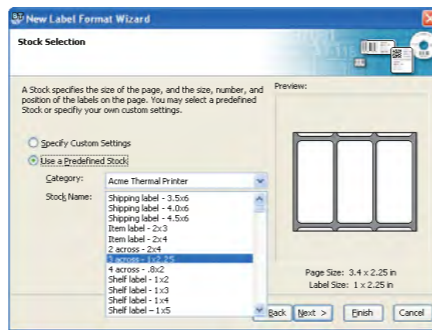 New Label Format Wizard
Stock Selection
A Stock specifies the size of the page, and the size, number, and
position of the labels on the page. You may select a predefined
Stock or specifiy your own custom settings.
Preview:
Specify Custom
Settings
Use a Predefined Stock
Category:
Acme Thermal Printer
Stock Name:
Shipping label - 3.5x6
Shipping label - 4.0x6
Shipping label - 4.5x6
Item label - 2x3
Item label - 2x4
2 across - 2x4
3 across - 1x2.25
4 across - .8x2
Shelf label - 1x2
Shelf label - 1x3
Shelf label - 1x4
Shelf label - 1x5
Page Size: 3.4 x 2.25 in
Label Size: 1 x 2.25 in
Back
Next >
Finish
Cancel